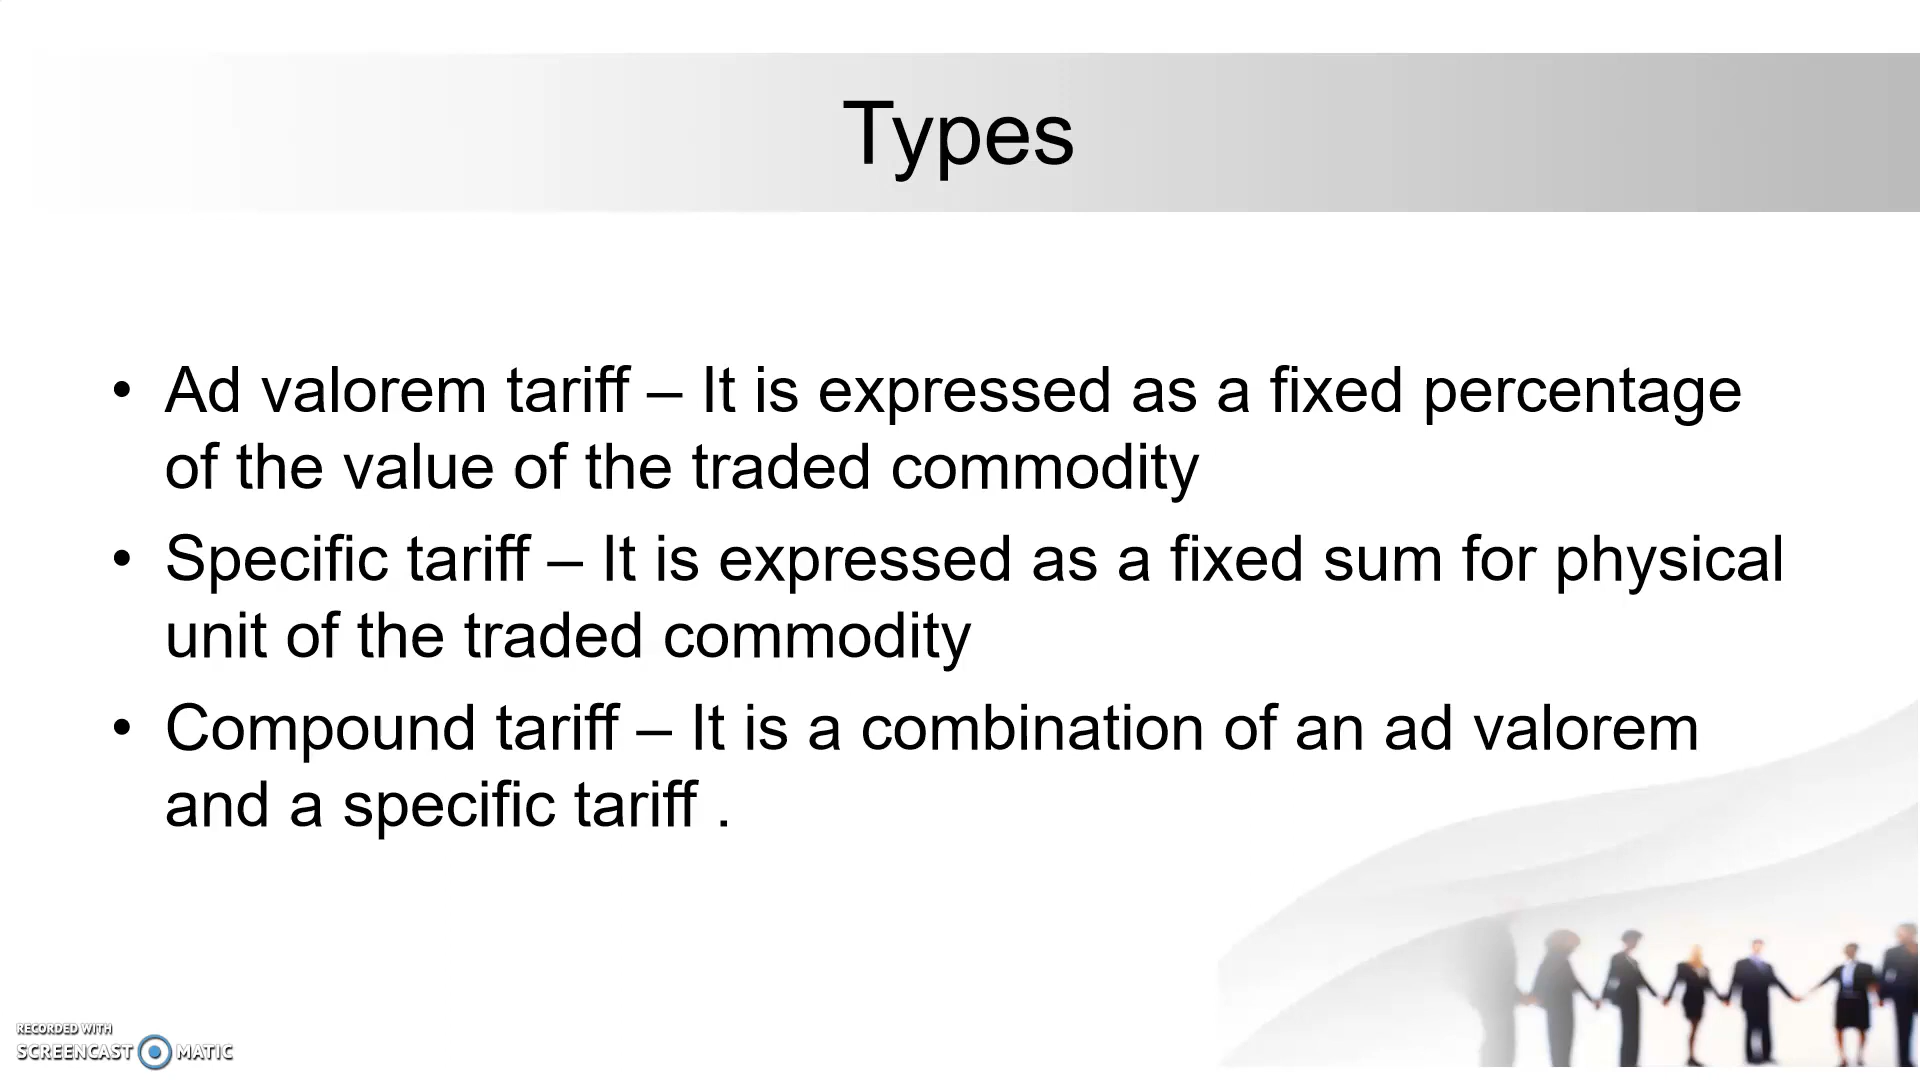 Types
• Ad valorem tariff – It is expressed as a fixed percentage
of the value of the traded commodity
• Specific tariff – It is expressed as a fixed sum for physical
unit of the traded commodity
• Compound tariff – It is a combination of an ad valorem
and a specific tariff .
RECORDED WITH
SCREENCAST MATIC